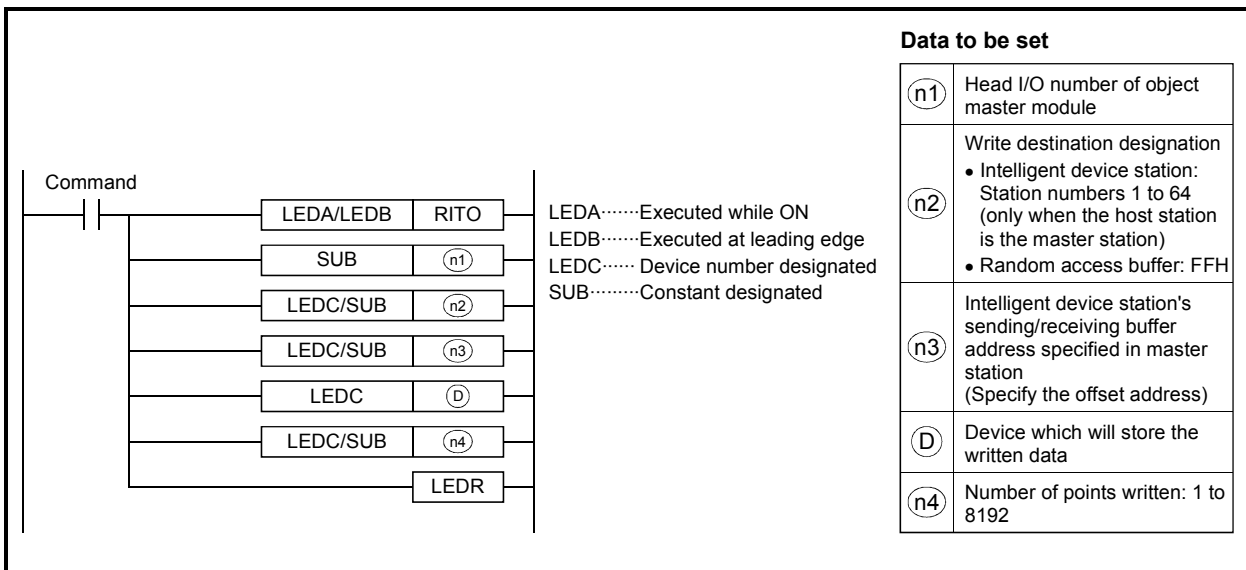 Command
LEDA/LEDB RITO
SUB n1
LEDC/SUB n2
LEDC/SUB n3
LEDC D
LEDC/SUB n4
LEDR
LEDA·······Executed while ON
LEDB·······Executed at leading edge
LEDC······ Device number designated
SUB·········Constant designated
Data to be set
n1 Head I/O number of object
master module
n2 Write destination designation
• Intelligent device station:
Station numbers 1 to 64
(only when the host station
is the master station)
• Random access buffer: FFH
n3 Intelligent device station's
sending/receiving buffer
address specified in master
station
(Specify the offset address)
D Device which will store the
written data
n4 Number of points written: 1 to
8192